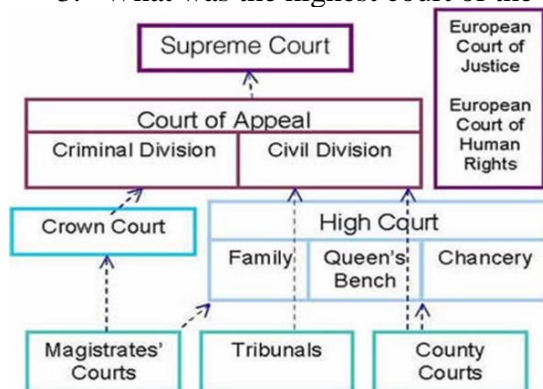 What was the highest court of the
Supreme Court
European
Court of
Justice
European
Court of
Human
Rights
Court of Appeal
Criminal Division
Civil Division
Crown Court
High Court
Family
Queen's
Bench
Chancery
Magistrates'
Courts
Tribunals
County
Courts